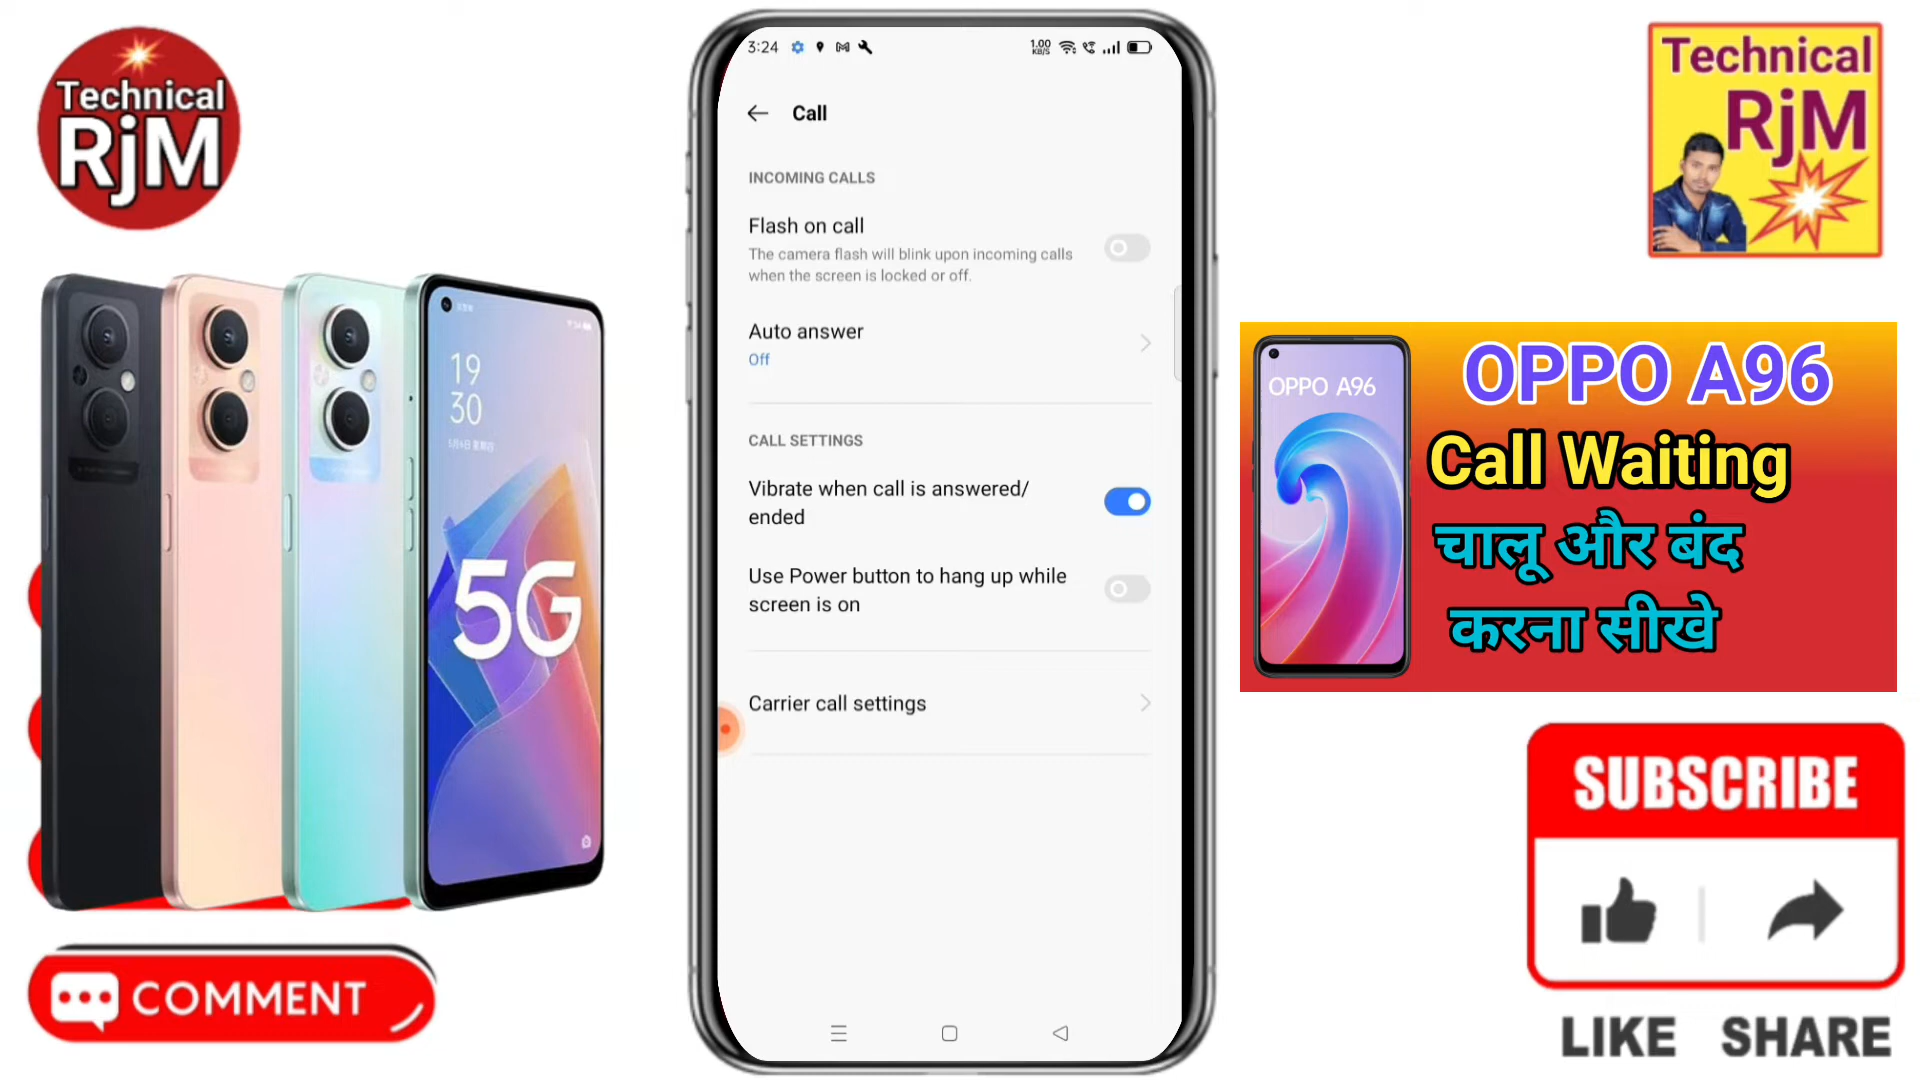 Technical
RjM
19
30
5G
COMMENT
3:24
1.00
KB/S
Call
INCOMING CALLS
Flash on call
The camera flash will blink upon incoming calls
when the screen is locked or off.
Auto answer
Off
CALL SETTINGS
Vibrate when call is answered/
ended
Use Power button to hang up while
screen is on
Carrier call settings
Technical
RjM
OPPO A96
OPPO A96
Call Waiting
चालू और बंद
करना सीखे
SUBSCRIBE
LIKE SHARE